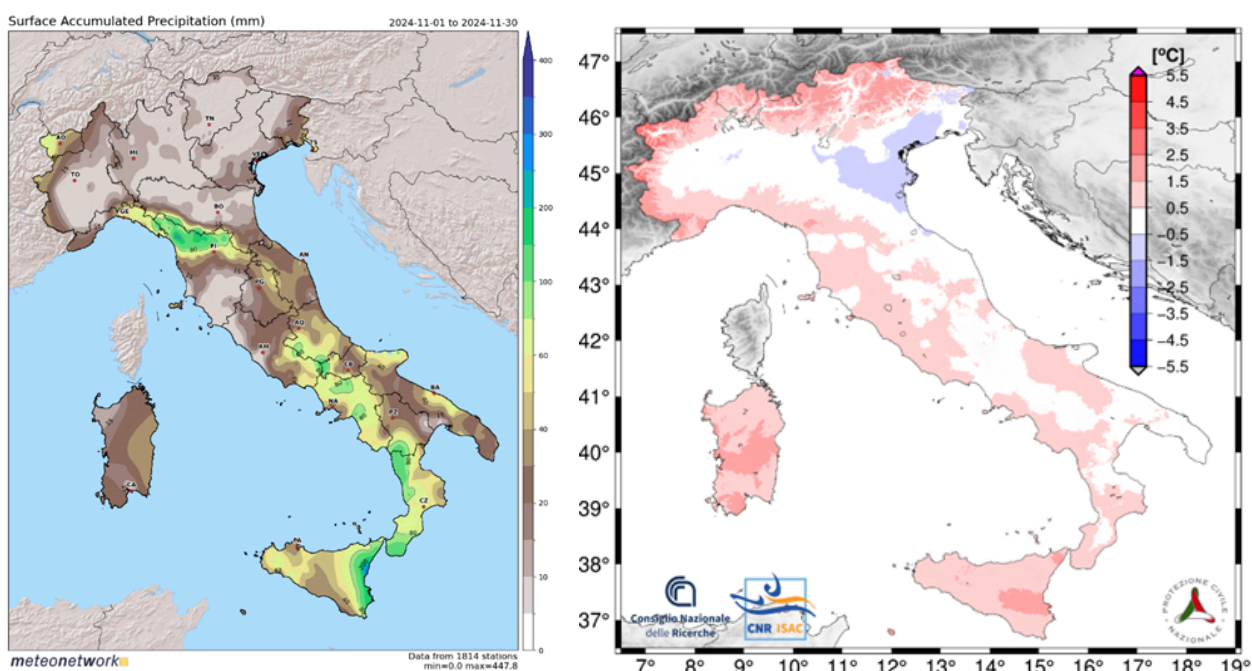 Surface Accumulated Precipitation (mm)
2024-11-01 to 2024-11-30
400
300
200
100
60
40
20
10
0
AO
TO
MI
TN
VE
GE
BO
FI
AN
PG
AQ
RM
CB
NA
BA
PZ
CZ
CA
PA
meteonetwork
Data from 1814 stations
min=0.0 max=447.8
[°C]
5.5
4.5
3.5
2.5
1.5
0.5
−0.5
−1.5
−2.5
−3.5
−4.5
−5.5
47°
46°
45°
44°
43°
42°
41°
40°
39°
38°
37°
7°
8°
9°
10°
11°
12°
13°
14°
15°
16°
17°
18°
19
Consiglio Nazionale
delle Ricerche
CNR ISAC
PROTEZIONE CIVILE
NAZIONALE